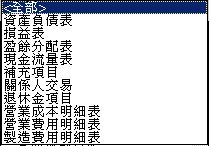 <全部>
資產負債表
損益表
盈餘分配表
現金流量表
補充項目
關係人交易
退休金項目
營業成本明細表
營業費用明細表
製造費用明細表